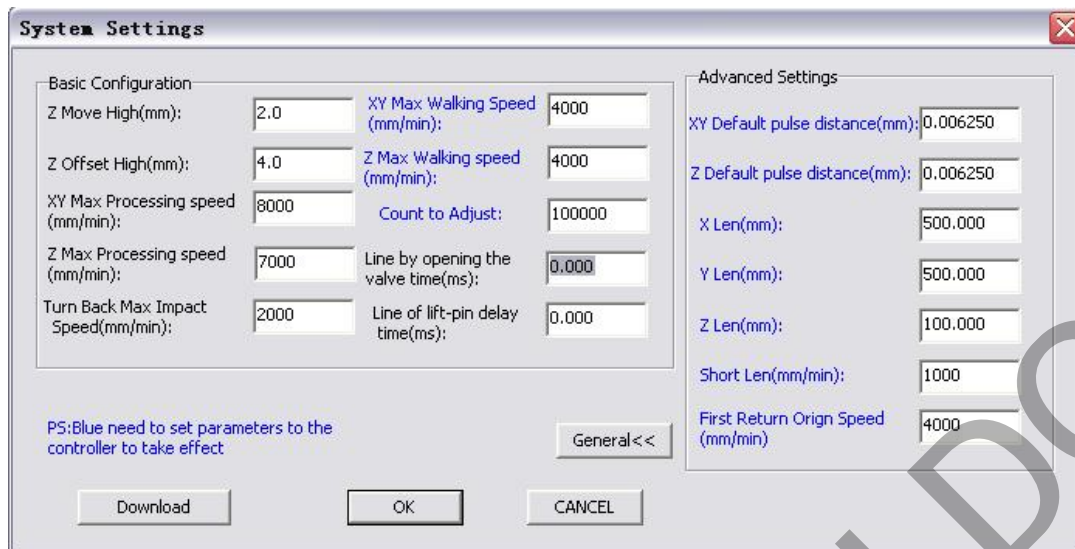 System Settings
Basic Configuration
Z Move High(mm):
2.0
XY Max Walking Speed
(mm/min):
4000
Z Offset High(mm):
4.0
Z Max Walking speed
(mm/min):
4000
XY Max Processing speed
(mm/min):
8000
Count to Adjust:
100000
Z Max Processing speed
(mm/min):
7000
Line by opening the
valve time(ms):
0.000
Turn Back Max Impact
Speed(mm/min):
2000
Line of lift-pin delay
time(ms):
0.000
PS:Blue need to set parameters to the
controller to take effect
General<<
Download
OK
CANCEL
Advanced Settings
XY Default pulse distance(mm):
0.006250
Z Default pulse distance(mm):
0.006250
X Len(mm):
500.000
Y Len(mm):
500.000
Z Len(mm):
100.000
Short Len(mm/min):
1000
First Return Orign Speed
(mm/min)
4000